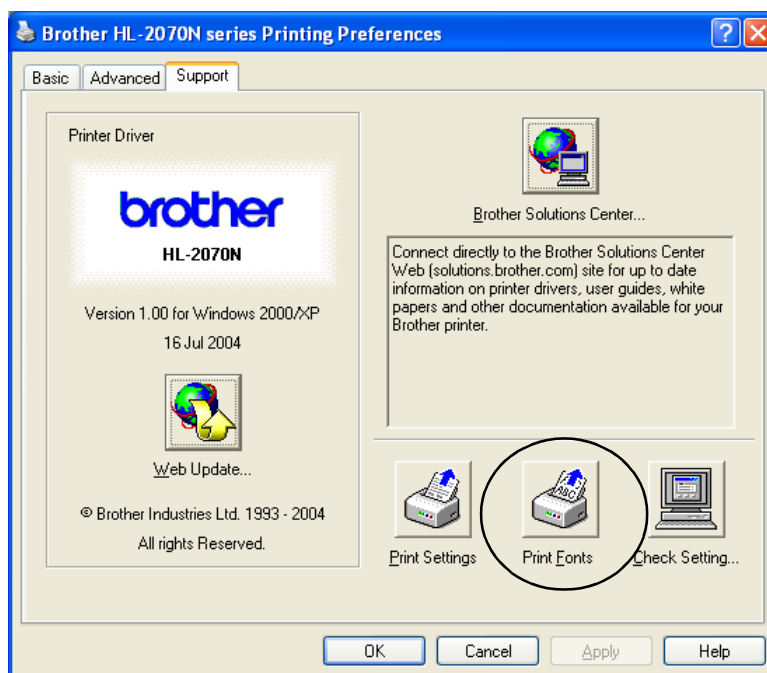 Brother HL-2070N series Printing Preferences
Basic
Advanced
Support
Printer Driver
brother
HL-2070N
Version 1.00 for Windows 2000/XP
16 Jul 2004
Web Update...
© Brother Industries Ltd. 1993 - 2004
All rights Reserved.
Brother Solutions Center...
Connect directly to the Brother Solutions Center
Web (solutions.brother.com) site for up to date
information on printer drivers, user guides, white
papers and other documentation available for your
Brother printer.
ABC
Print Settings
Print Fonts
Check Setting...
OK
Cancel
Apply
Help